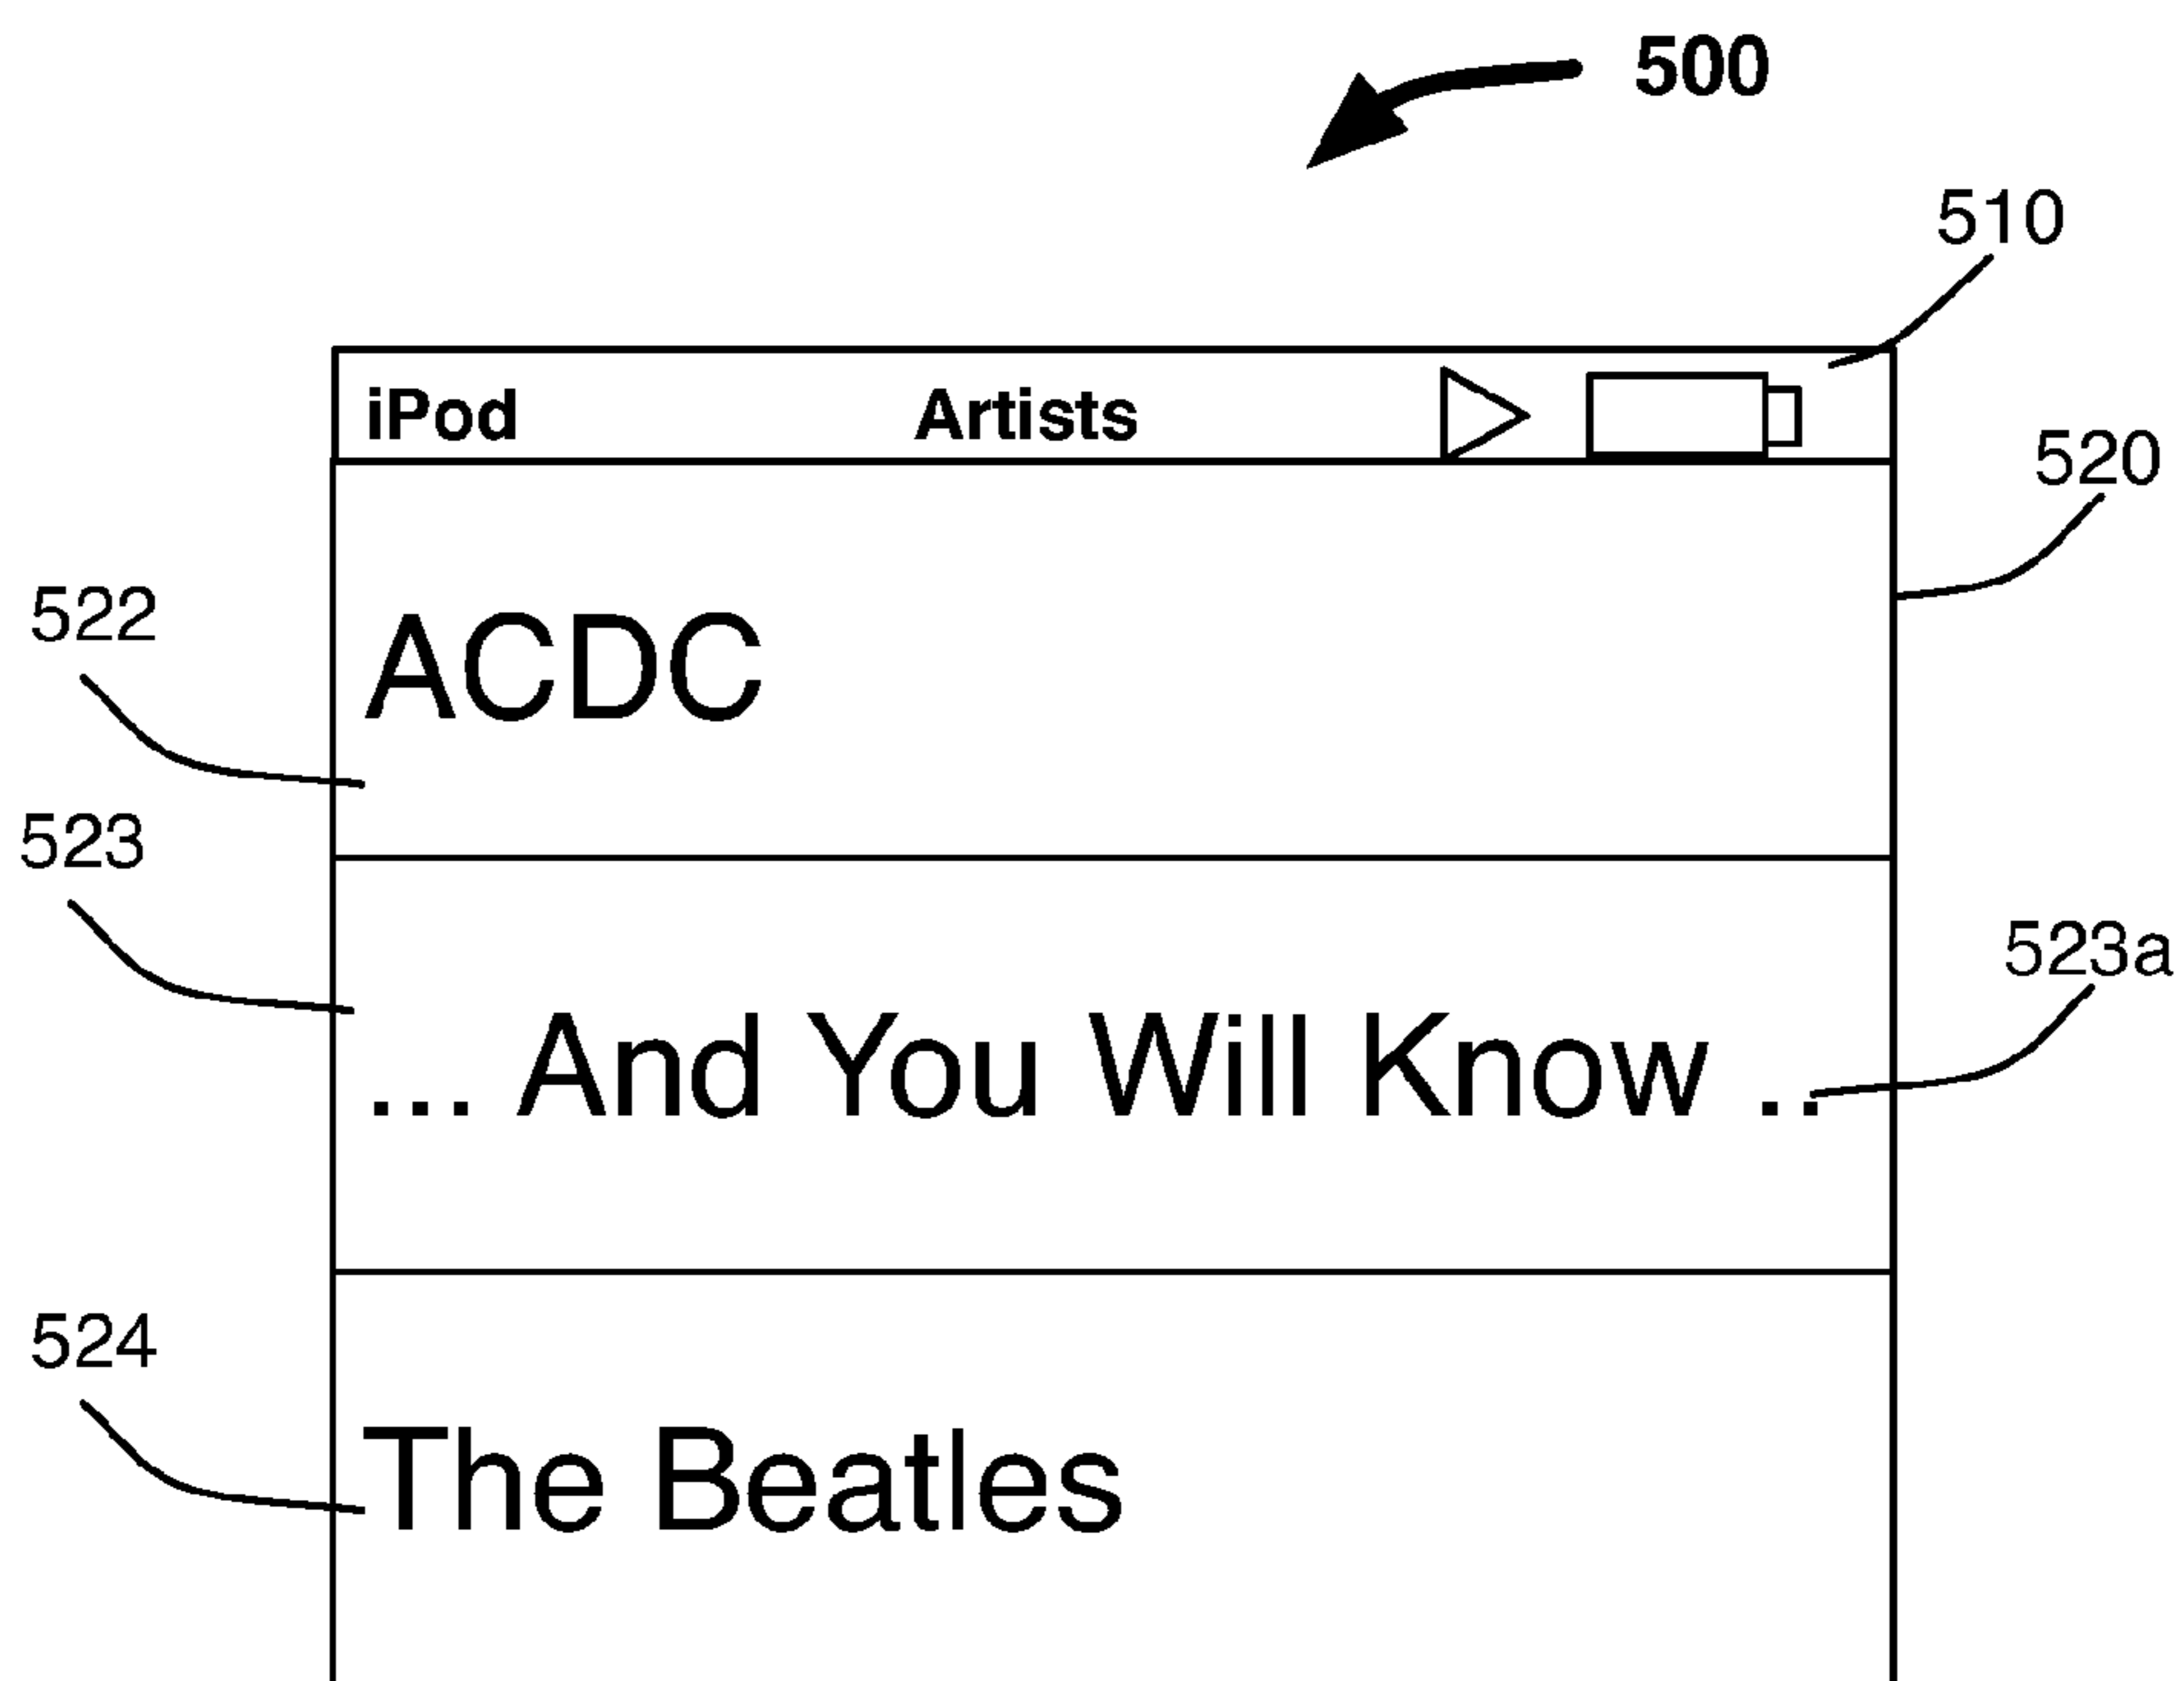 500
510
iPod Artists
520
522
ACDC
523
523a
... And You Will Know ..
524
The Beatles